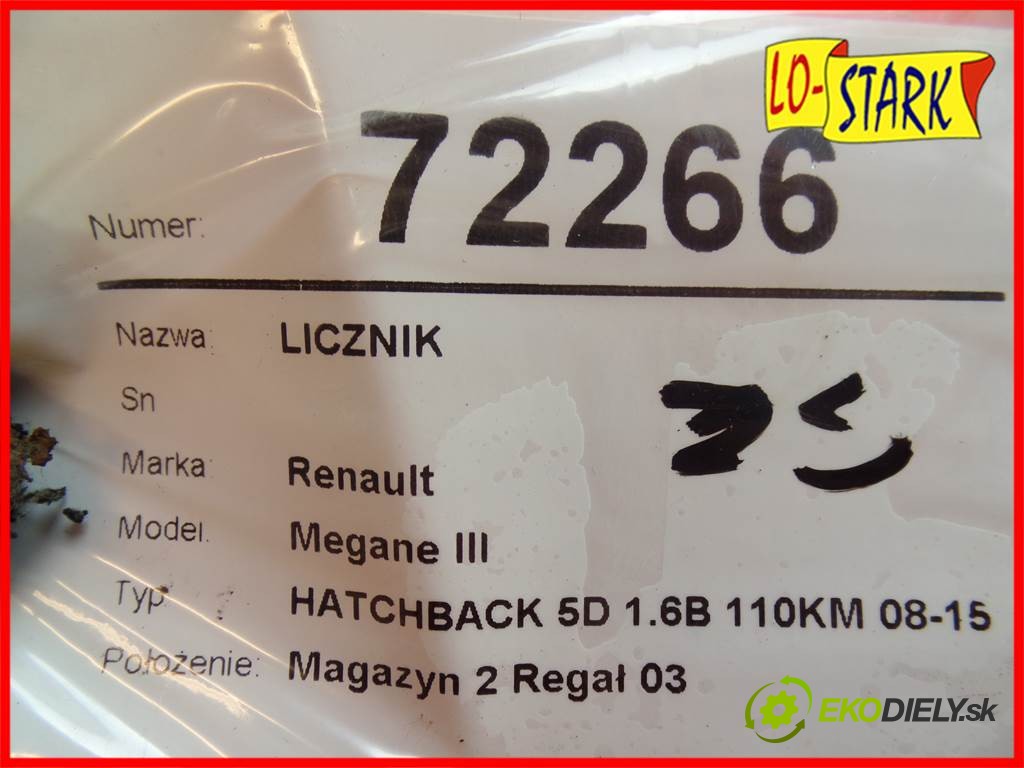 LO-STARK
Numer: 72266
Nazwa: LICZNIK
Sn
Marka: Renault
Model: Megane III
Typ HATCHBACK 5D 1.6B 110KM 08-15
Położenie: Magazyn 2 Regał 03
EKODIELY.sk